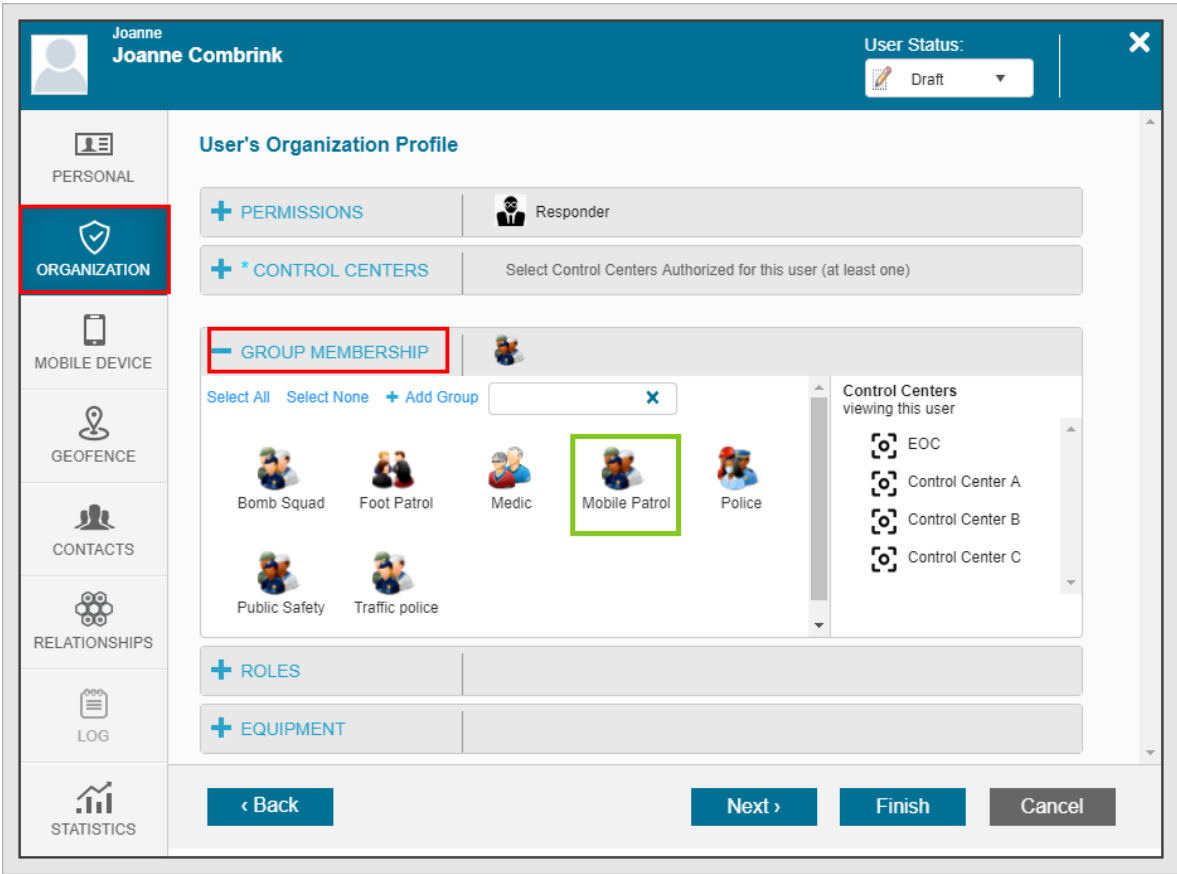 Joanne
Joanne Combrink
User Status:
Draft
PERSONAL
ORGANIZATION
MOBILE DEVICE
GEOFENCE
CONTACTS
RELATIONSHIPS
LOG
STATISTICS
User's Organization Profile
PERMISSIONS
Responder
* CONTROL CENTERS
Select Control Centers Authorized for this user (at least one)
GROUP MEMBERSHIP
Select All Select None + Add Group
Bomb Squad Foot Patrol Medic Mobile Patrol Police
Public Safety Traffic police
Control Centers
viewing this user
EOC
Control Center A
Control Center B
Control Center C
ROLES
EQUIPMENT
‹ Back Next › Finish Cancel